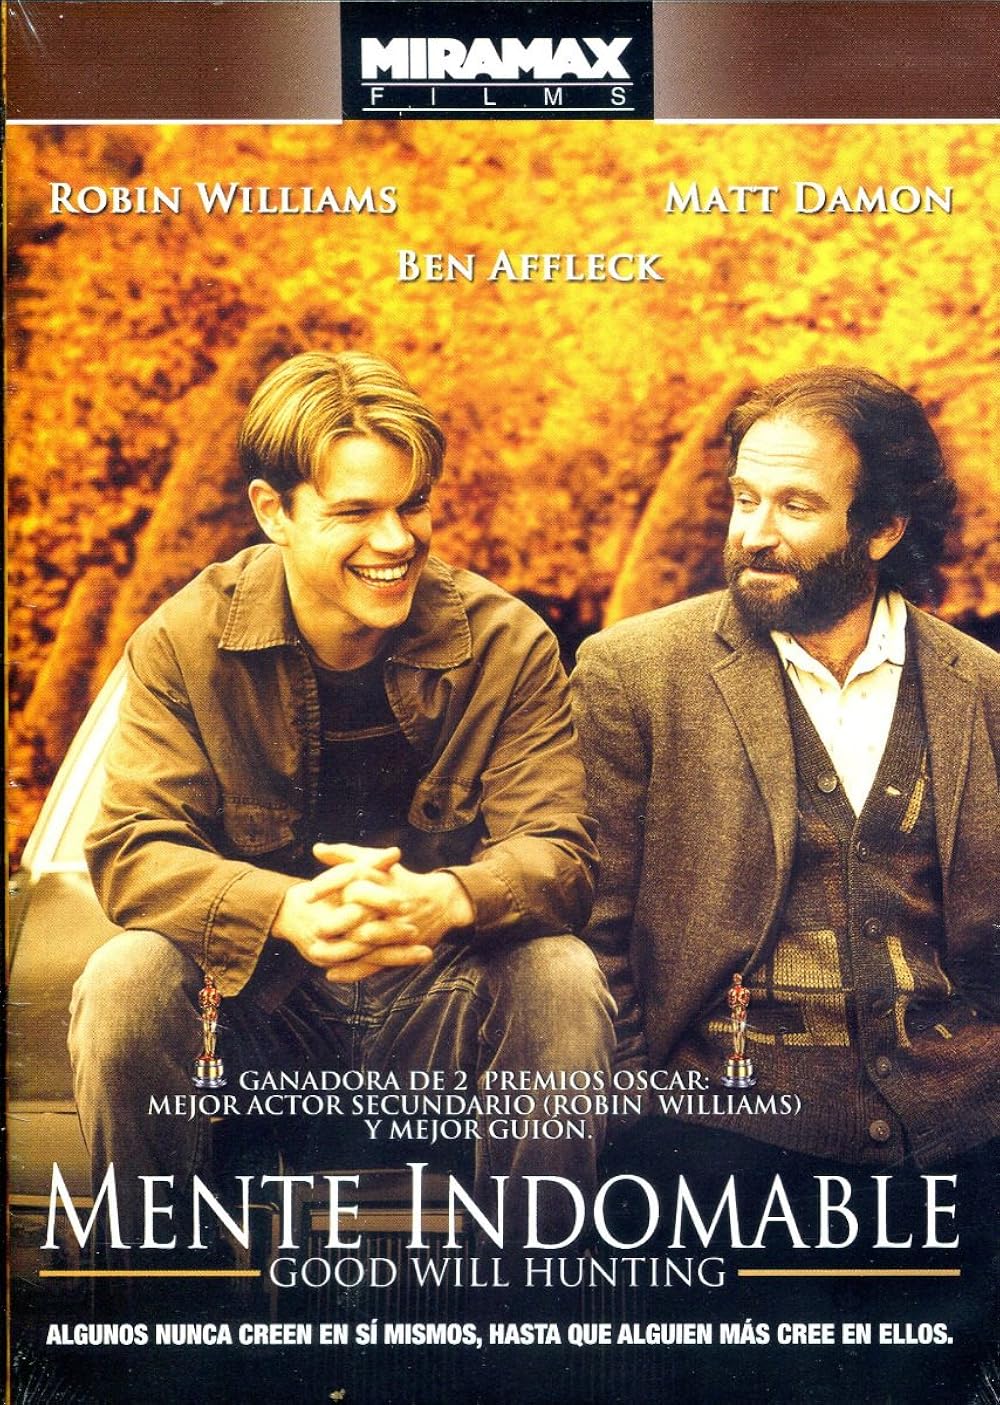 MIRAMAX
FILMS
ROBIN WILLIAMS
MATT DAMON
BEN AFFLECK
GANADORA DE 2 PREMIOS OSCAR:
MEJOR ACTOR SECUNDARIO (ROBIN WILLIAMS)
Y MEJOR GUIÓN.
MENTE INDOMABLE
GOOD WILL HUNTING
ALGUNOS NUNCA CREEN EN SÍ MISMOS, HASTA QUE ALGUIEN MÁS CREE EN ELLOS.